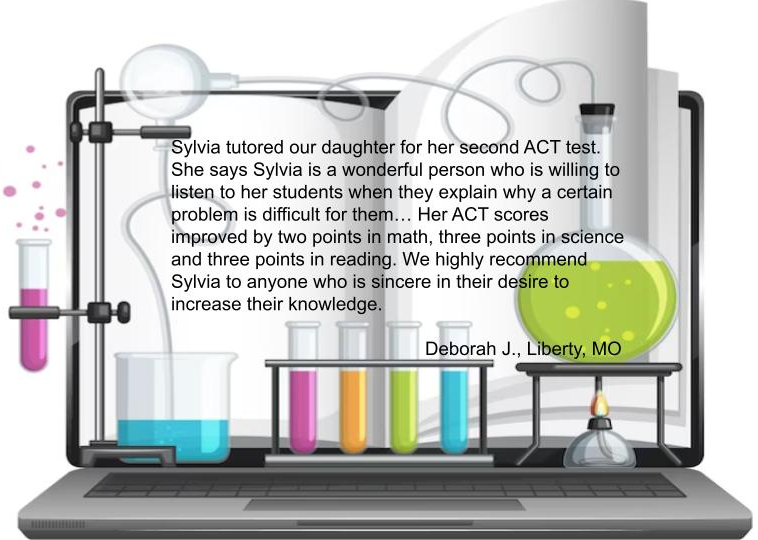 Sylvia tutored our daughter for her second ACT test.
She says Sylvia is a wonderful person who is willing to
listen to her students when they explain why a certain
problem is difficult for them… Her ACT scores
improved by two points in math, three points in science
and three points in reading. We highly recommend
Sylvia to anyone who is sincere in their desire to
increase their knowledge.
Deborah J., Liberty, MO